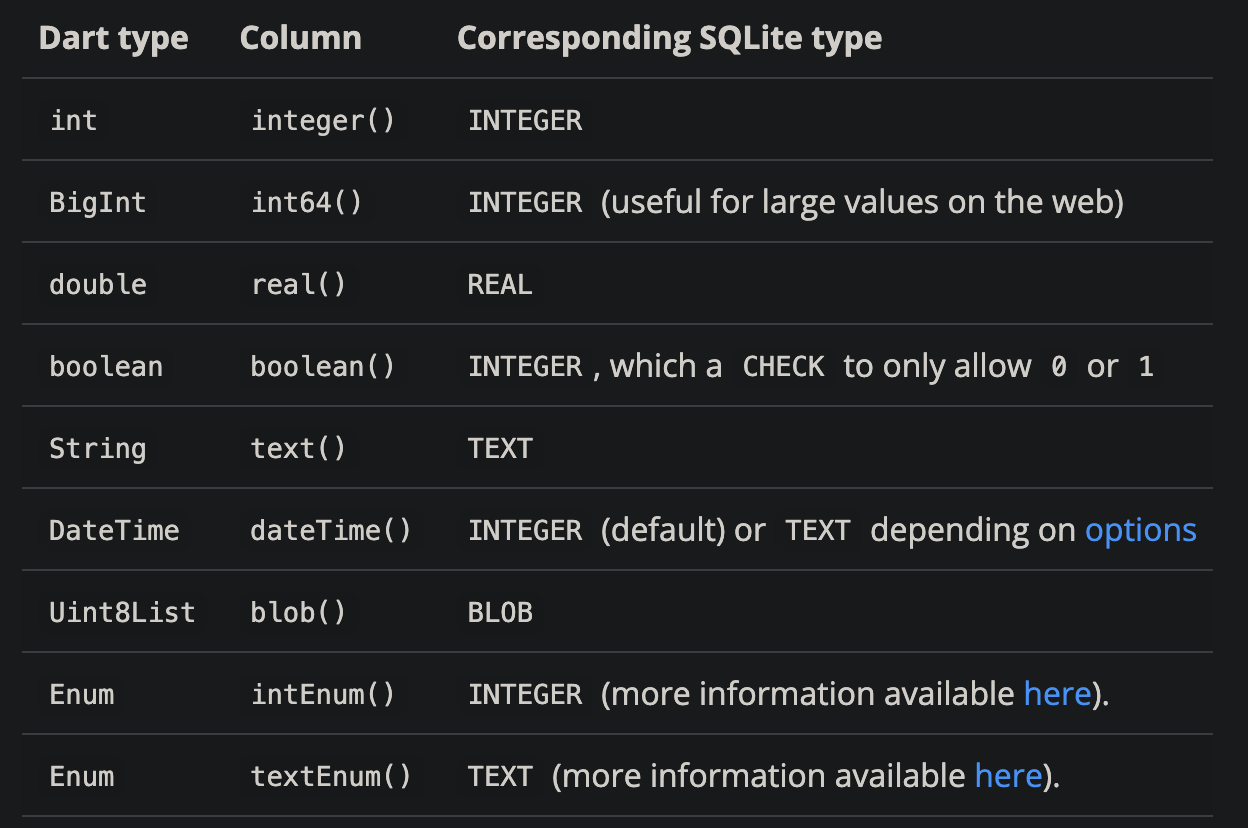 Dart type Column Corresponding SQLite type
int integer() INTEGER
BigInt int64() INTEGER (useful for large values on the web)
double real() REAL
boolean boolean() INTEGER , which a CHECK to only allow 0 or 1
String text() TEXT
DateTime dateTime() INTEGER (default) or TEXT depending on options
Uint8List blob() BLOB
Enum intEnum() INTEGER (more information available here).
Enum textEnum() TEXT (more information available here).